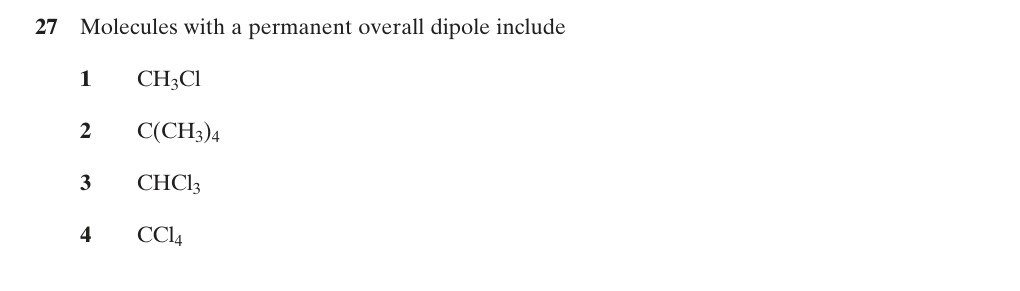 27 Molecules with a permanent overall dipole include
1 CH₃Cl
2 C(CH₃)₄
3 CHCl₃
4 CCl₄